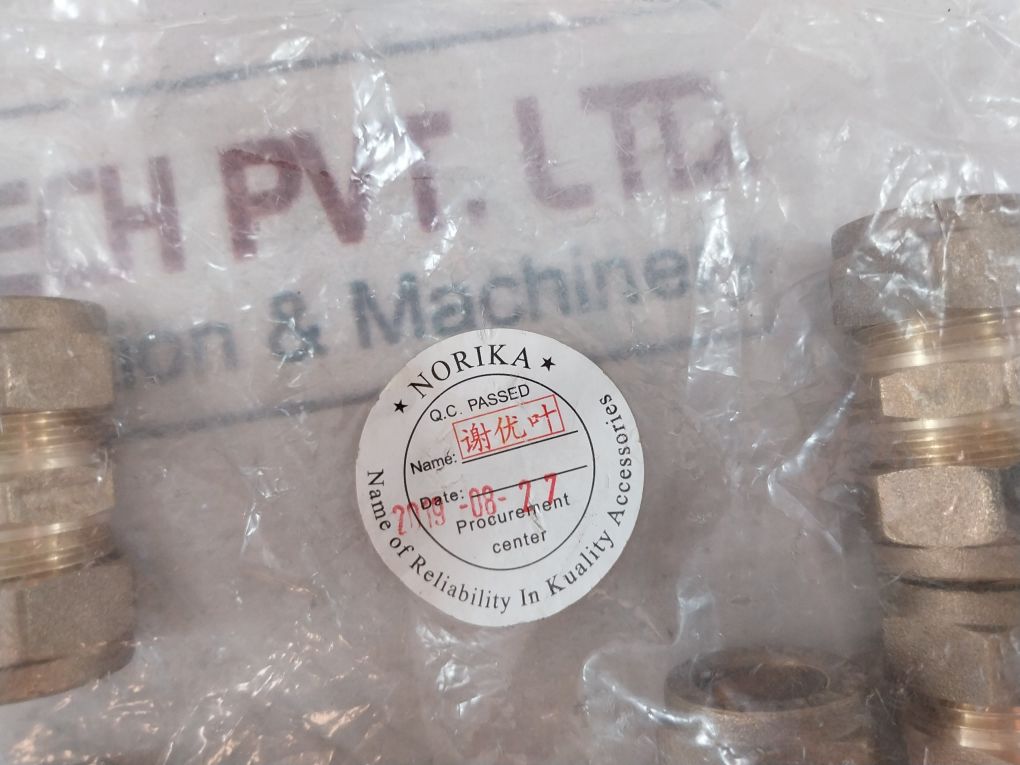 ECH PVT. LTD
ion & Machinery
★ NORIKA ★
Q.C. PASSED
Name: 谢优叶
Date: 2019-08-27
Procurement
center
Name of Reliability In Kuality Accessories